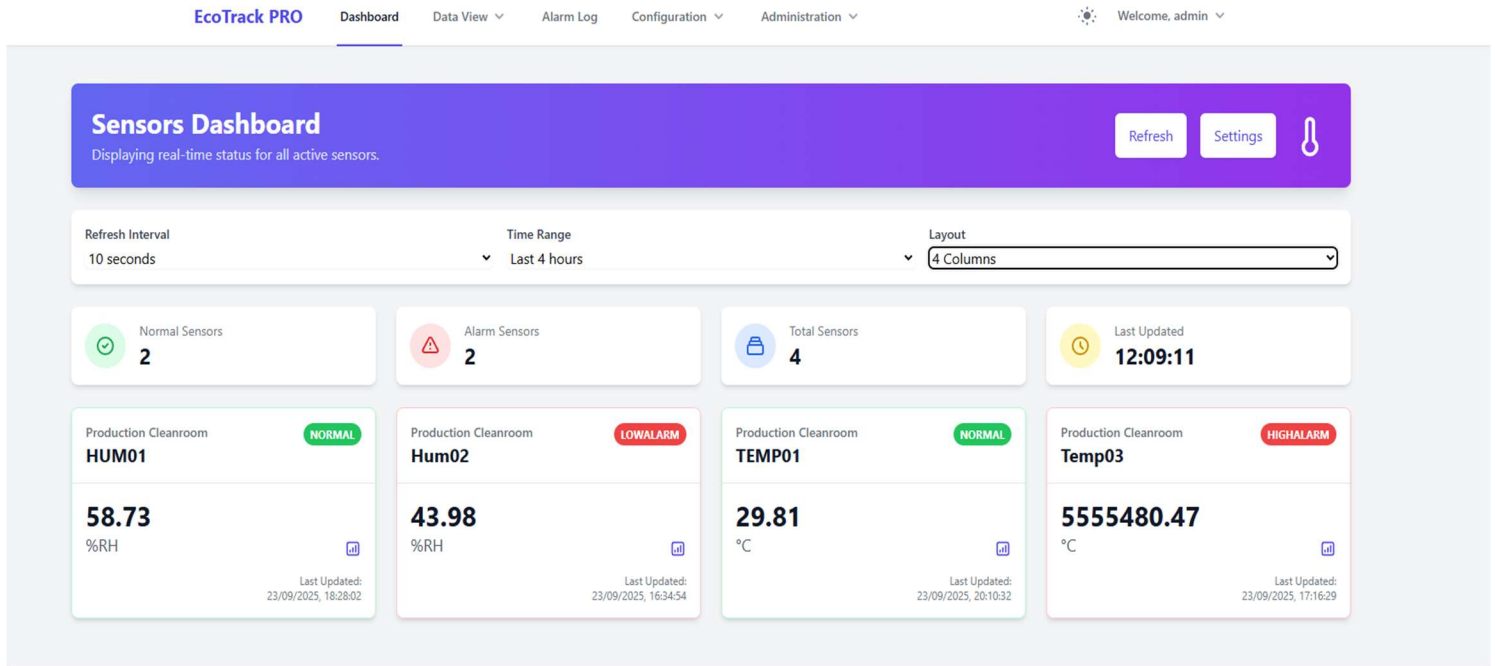 EcoTrack PRO Dashboard Data View Alarm Log Configuration Administration Welcome, admin
Sensors Dashboard
Displaying real-time status for all active sensors.
Refresh Settings
Refresh Interval
10 seconds
Time Range
Last 4 hours
Layout
4 Columns
Normal Sensors
2
Alarm Sensors
2
Total Sensors
4
Last Updated
12:09:11
Production Cleanroom
NORMAL
HUM01
58.73
%RH
Last Updated:
23/09/2025, 18:28:02
Production Cleanroom
LOWALARM
Hum02
43.98
%RH
Last Updated:
23/09/2025, 16:34:54
Production Cleanroom
NORMAL
TEMP01
29.81
°C
Last Updated:
23/09/2025, 20:10:32
Production Cleanroom
HIGHALARM
Temp03
5555480.47
°C
Last Updated:
23/09/2025, 17:16:29